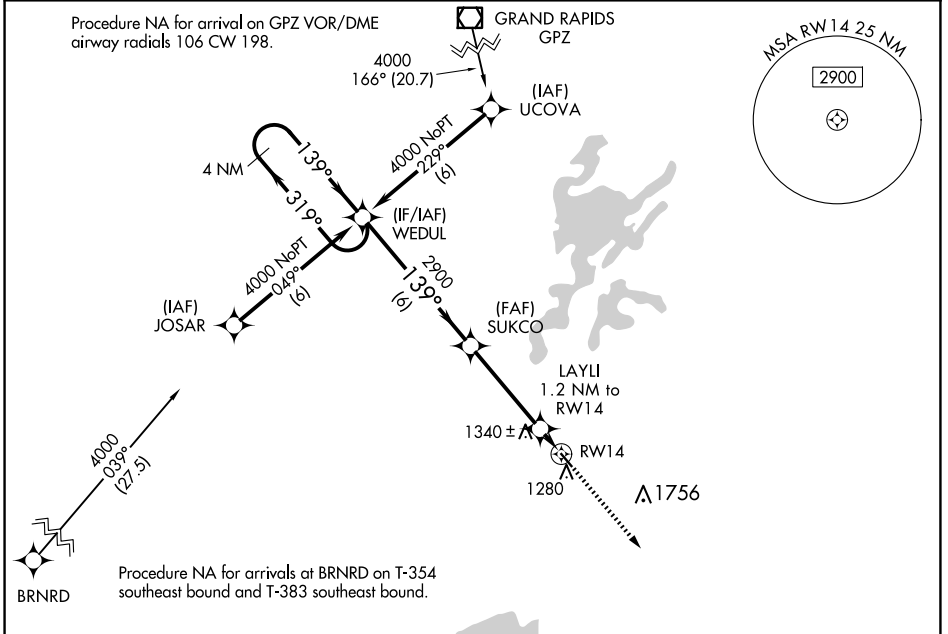 Procedure NA for arrival on GPZ VOR/DME
airway radials 106 CW 198.
GRAND RAPIDS
GPZ
MSA RW14 25 NM
2900
4000
166° (20.7)
(IAF)
UCOVA
4000 NoPT
229°
(6)
4 NM
139°
319°
(IF/IAF)
WEDUL
4000 NoPT
049°
(6)
2900
139°
(6)
(IAF)
JOSAR
(FAF)
SUKCO
LAYLI
1.2 NM to
RW14
1340 ±
RW14
1280
1756
4000
039°
(27.5)
BRNRD
Procedure NA for arrivals at BRNRD on T-354
southeast bound and T-383 southeast bound.